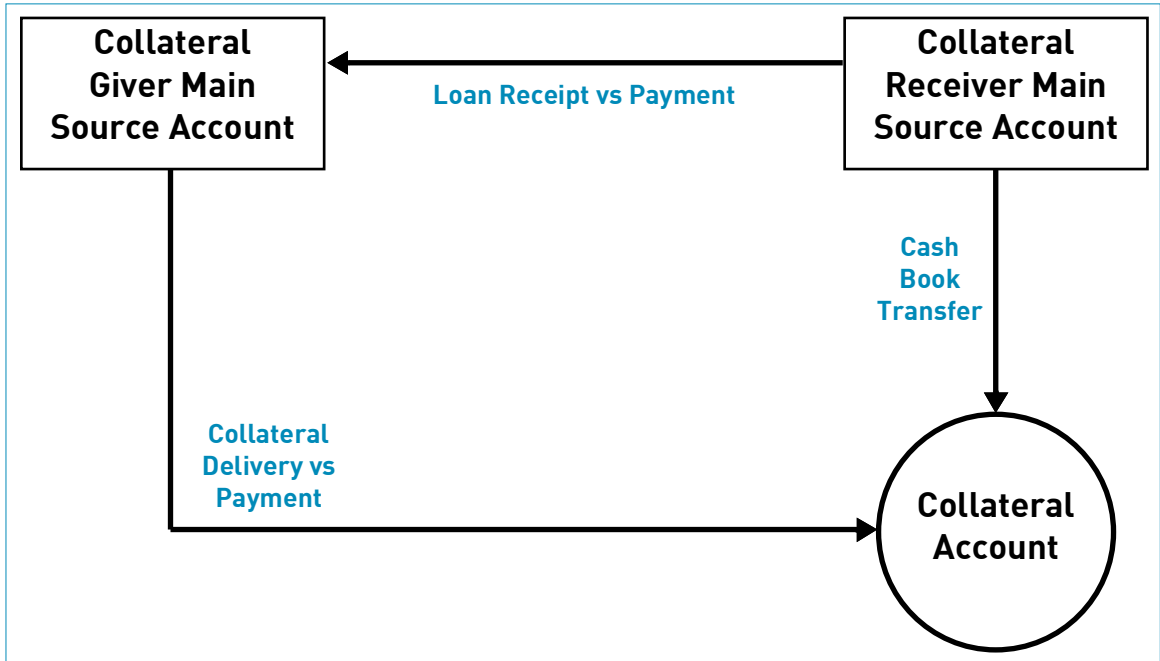 Collateral
Giver Main
Source Account
Loan Receipt vs Payment
Collateral
Receiver Main
Source Account
Cash
Book
Transfer
Collateral
Delivery vs
Payment
Collateral
Account